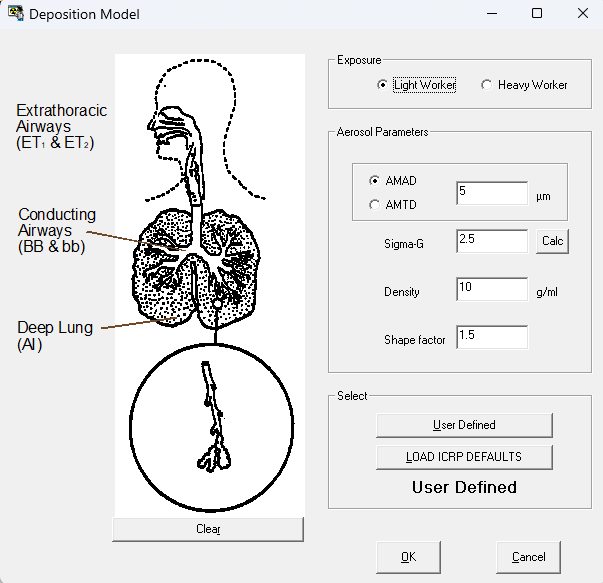 Deposition Model
Extrathoracic
Airways
(ET₁ & ET₂)
Conducting
Airways
(BB & bb)
Deep Lung
(AI)
Clear
Exposure
Light Worker
Heavy Worker
Aerosol Parameters
AMAD
AMTD
5
µm
Sigma-G
2.5
Calc
Density
10
g/ml
Shape factor
1.5
Select
User Defined
LOAD ICRP DEFAULTS
User Defined
OK
Cancel